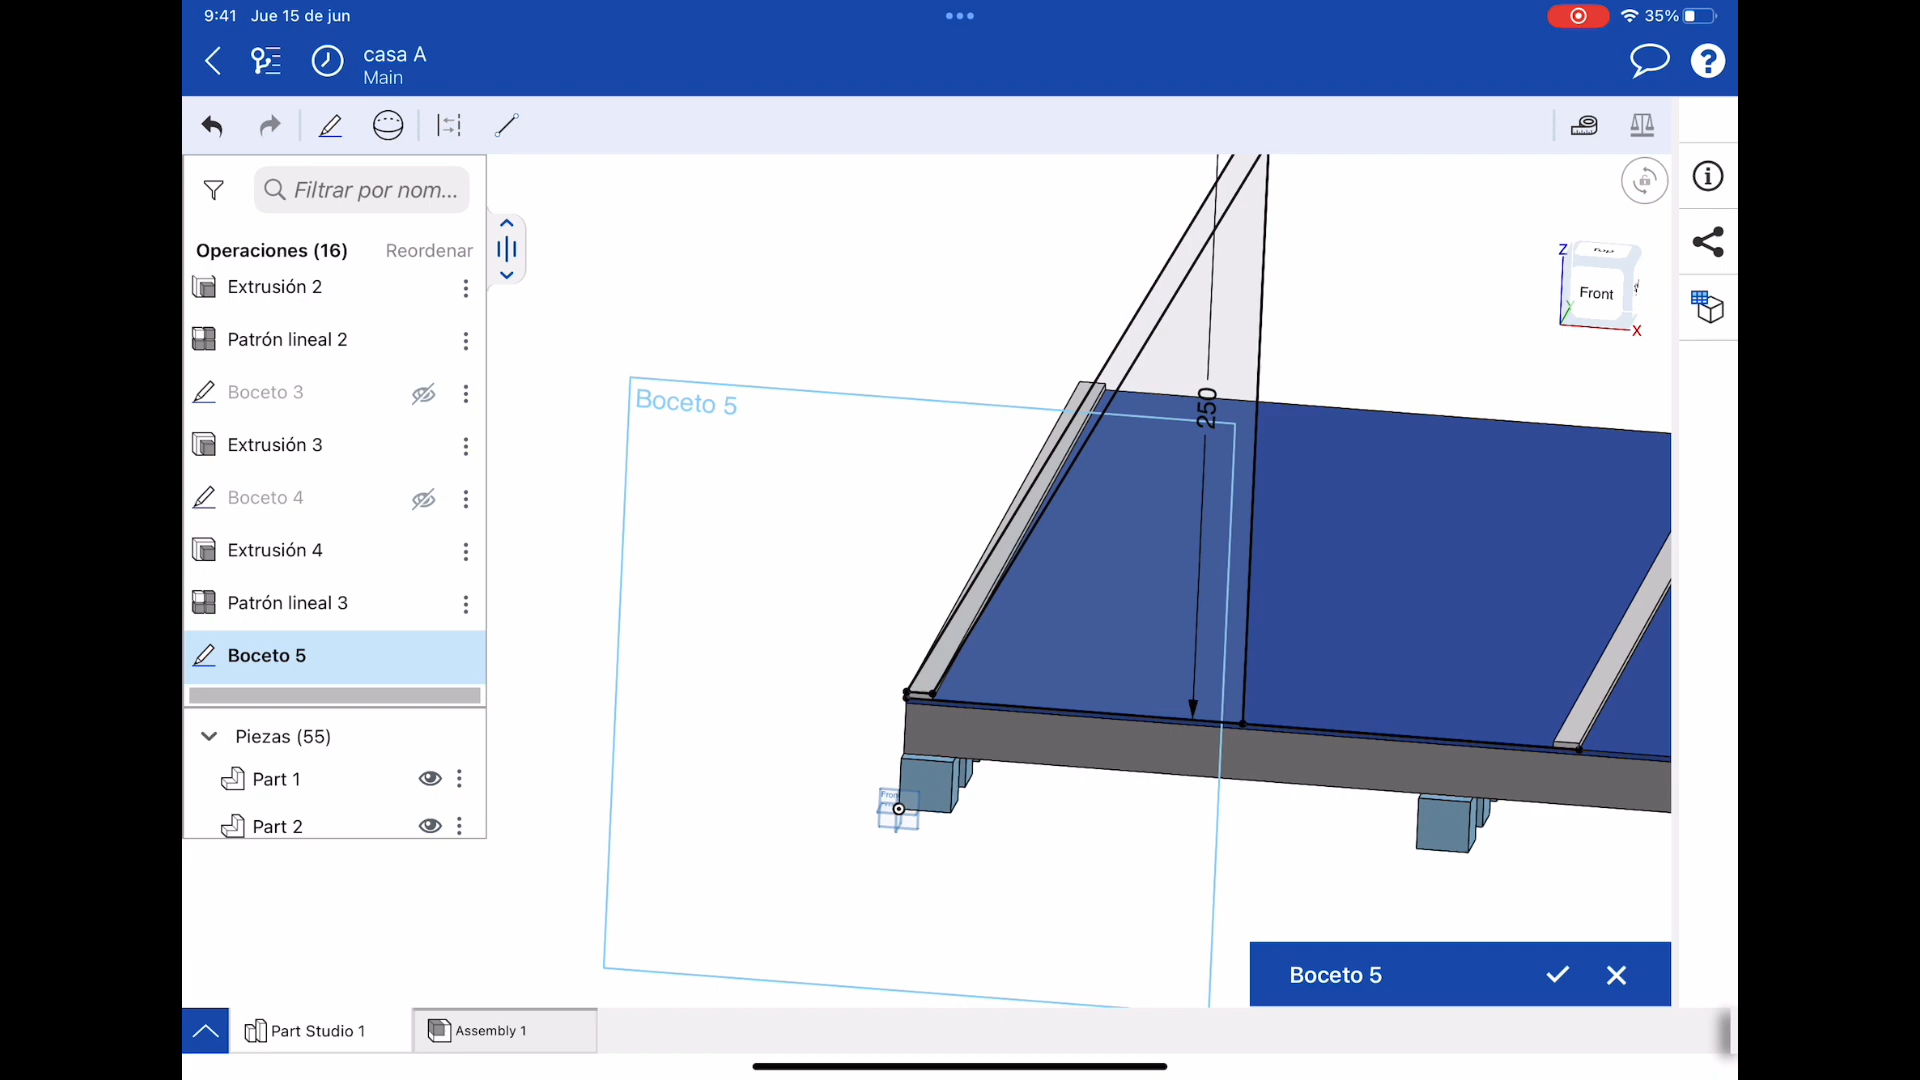 9:41 Jue 15 de jun
35%
casa A
Main
Filtrar por nom...
Operaciones (16) Reordenar
Extrusión 2
Patrón lineal 2
Boceto 3
Extrusión 3
Boceto 4
Extrusión 4
Patrón lineal 3
Boceto 5
Piezas (55)
Part 1
Part 2
Boceto 5
250
Z
Top
Front
Y
X
Front
Boceto 5
Part Studio 1
Assembly 1